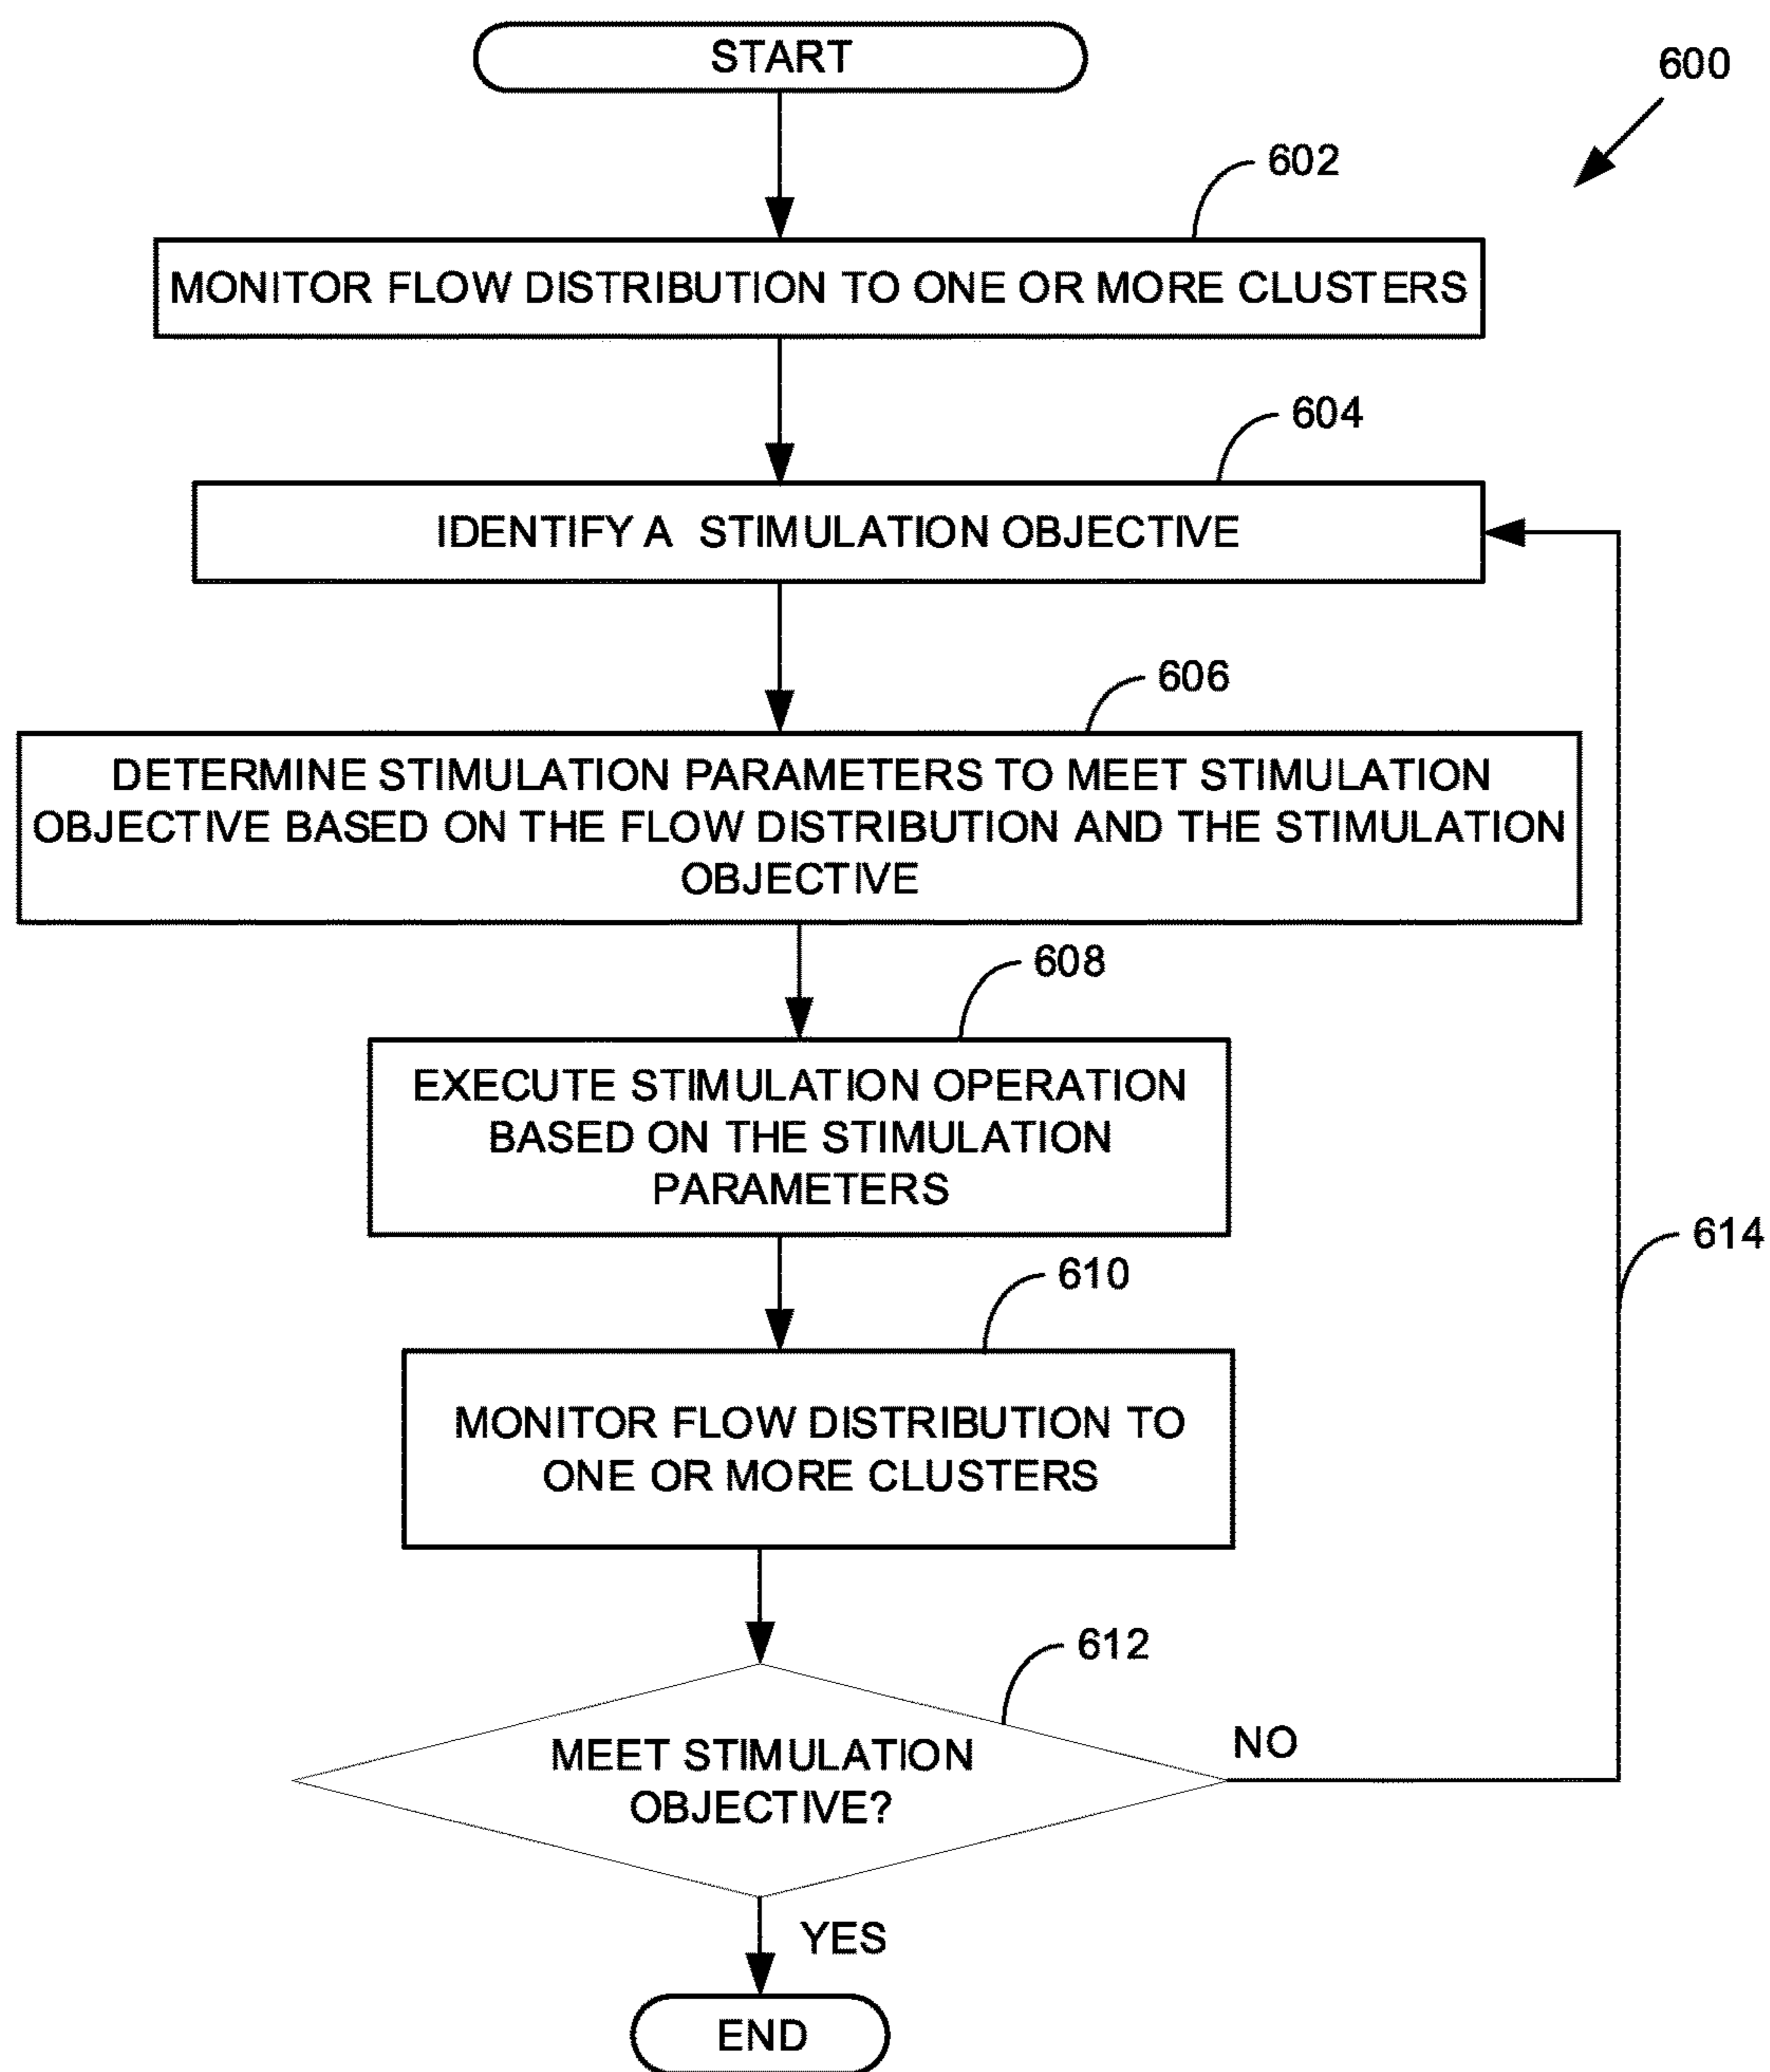 START
600
602
MONITOR FLOW DISTRIBUTION TO ONE OR MORE CLUSTERS
604
IDENTIFY A STIMULATION OBJECTIVE
606
DETERMINE STIMULATION PARAMETERS TO MEET STIMULATION
OBJECTIVE BASED ON THE FLOW DISTRIBUTION AND THE STIMULATION
OBJECTIVE
608
EXECUTE STIMULATION OPERATION
BASED ON THE STIMULATION
PARAMETERS
614
610
MONITOR FLOW DISTRIBUTION TO
ONE OR MORE CLUSTERS
612
MEET STIMULATION
OBJECTIVE?
NO
YES
END